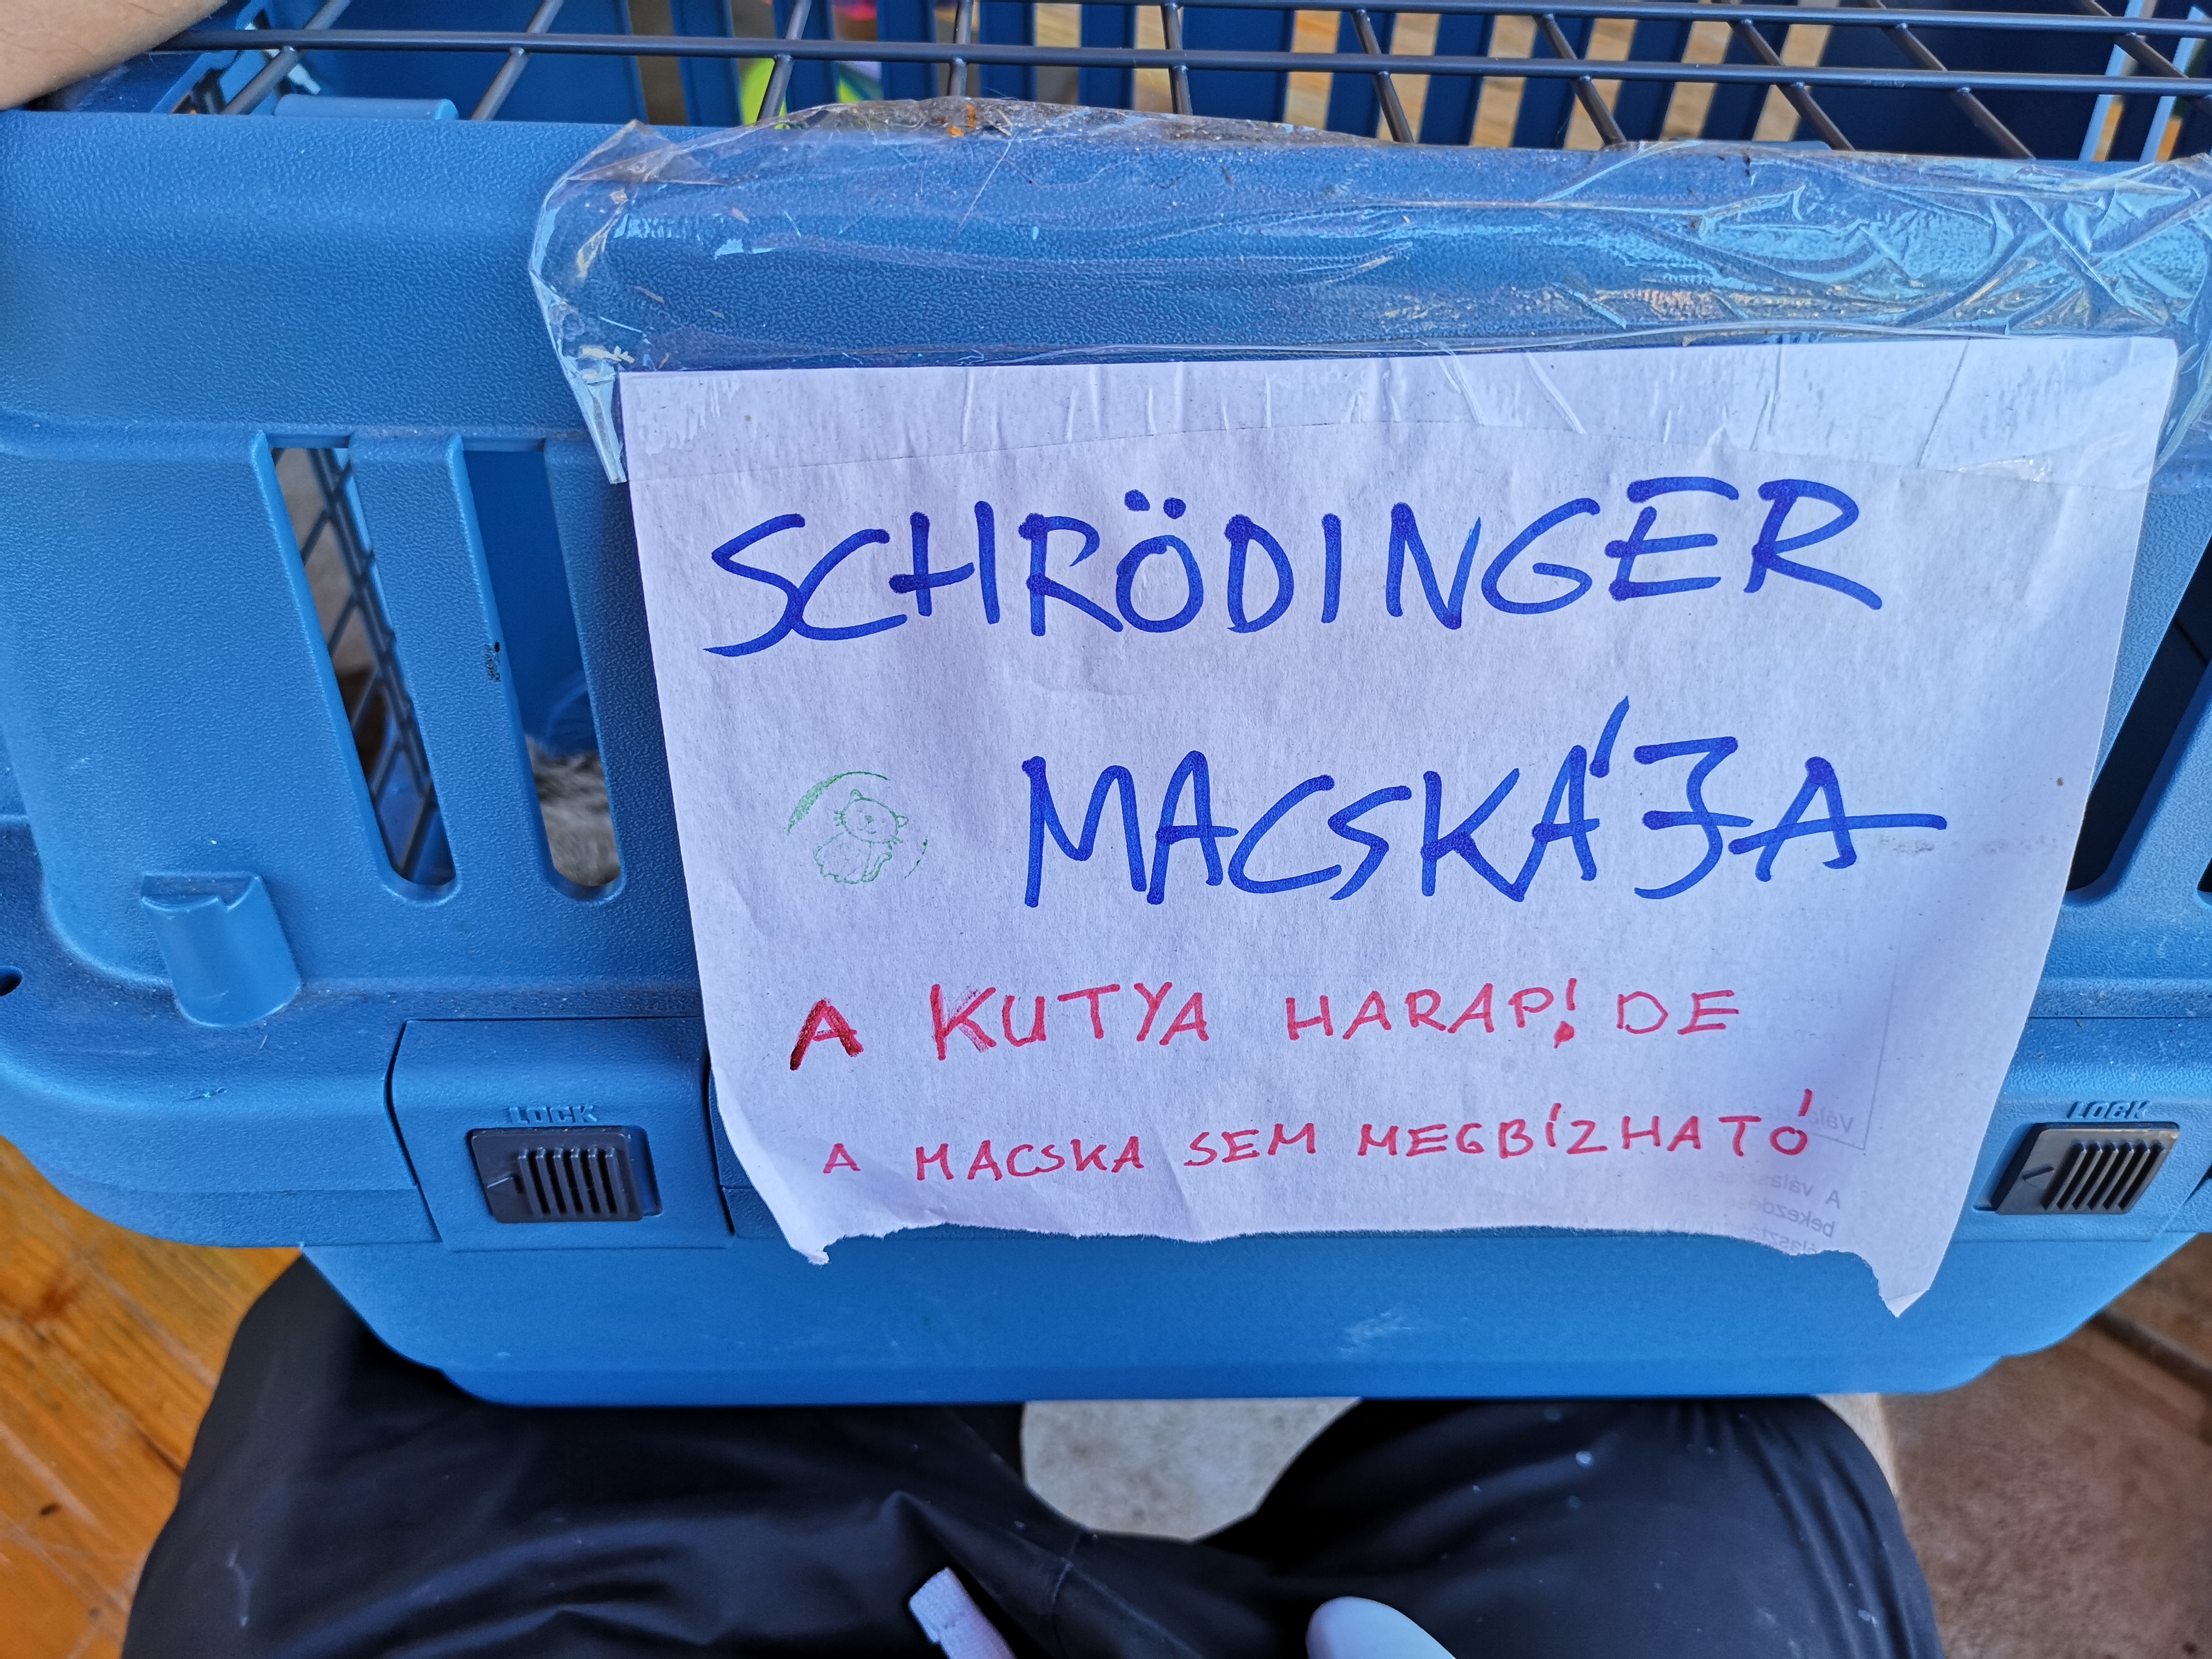 SCHRÖDINGER
MACSKÁJA
A KUTYA HARAP! DE
A MACSKA SEM MEGBÍZHATÓ
LOCK
LOCK